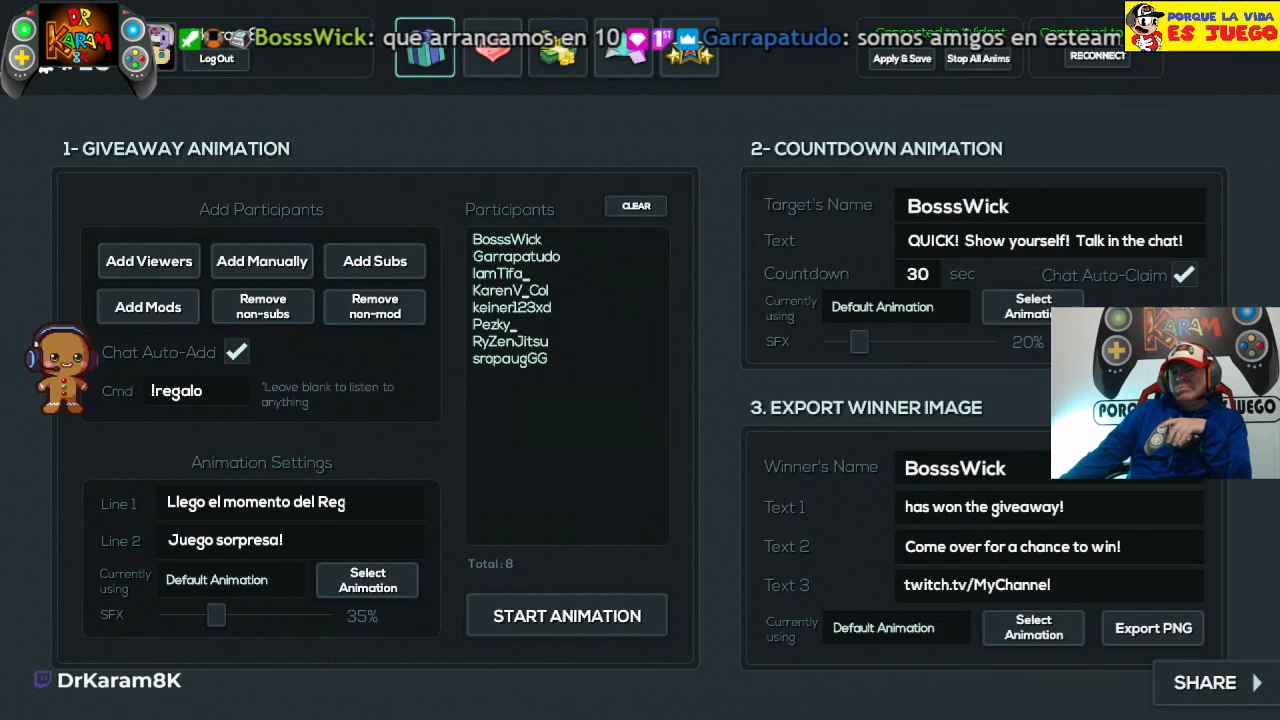 DR
KARAM
8K
BosssWick: que arrancamos en 10
1ST
Garrapatudo: somos amigos en esteam
PORQUE LA VIDA
ES JUEGO
LogOut
Apply & Save
Stop All Anims
RECONNECT
1- GIVEAWAY ANIMATION
Add Participants
Add Viewers
Add Manually
Add Subs
Add Mods
Remove
non-subs
Remove
non-mod
Chat Auto-Add
Cmd
!regalo
*Leave blank to listen to
anything
Participants
CLEAR
BosssWick
Garrapatudo
IamTifa_
KarenV_Col
keiner123xd
Pezky_
RyZenJitsu
sropaugGG
Total: 8
START ANIMATION
Animation Settings
Line 1
Llego el momento del Reg
Line 2
Juego sorpresa!
Currently
using
Default Animation
Select
Animation
SFX
35%
2- COUNTDOWN ANIMATION
Target's Name
BosssWick
Text
QUICK! Show yourself! Talk in the chat!
Countdown
30
sec
Chat Auto-Claim
Currently
using
Default Animation
Select
SFX
20%
3. EXPORT WINNER IMAGE
Winner's Name
BosssWick
Text 1
has won the giveaway!
Text 2
Come over for a chance to win!
Text 3
twitch.tv/MyChannel
Currently
using
Default Animation
Select
Animation
Export PNG
KARAM
JUEGO
DrKaram8K
SHARE